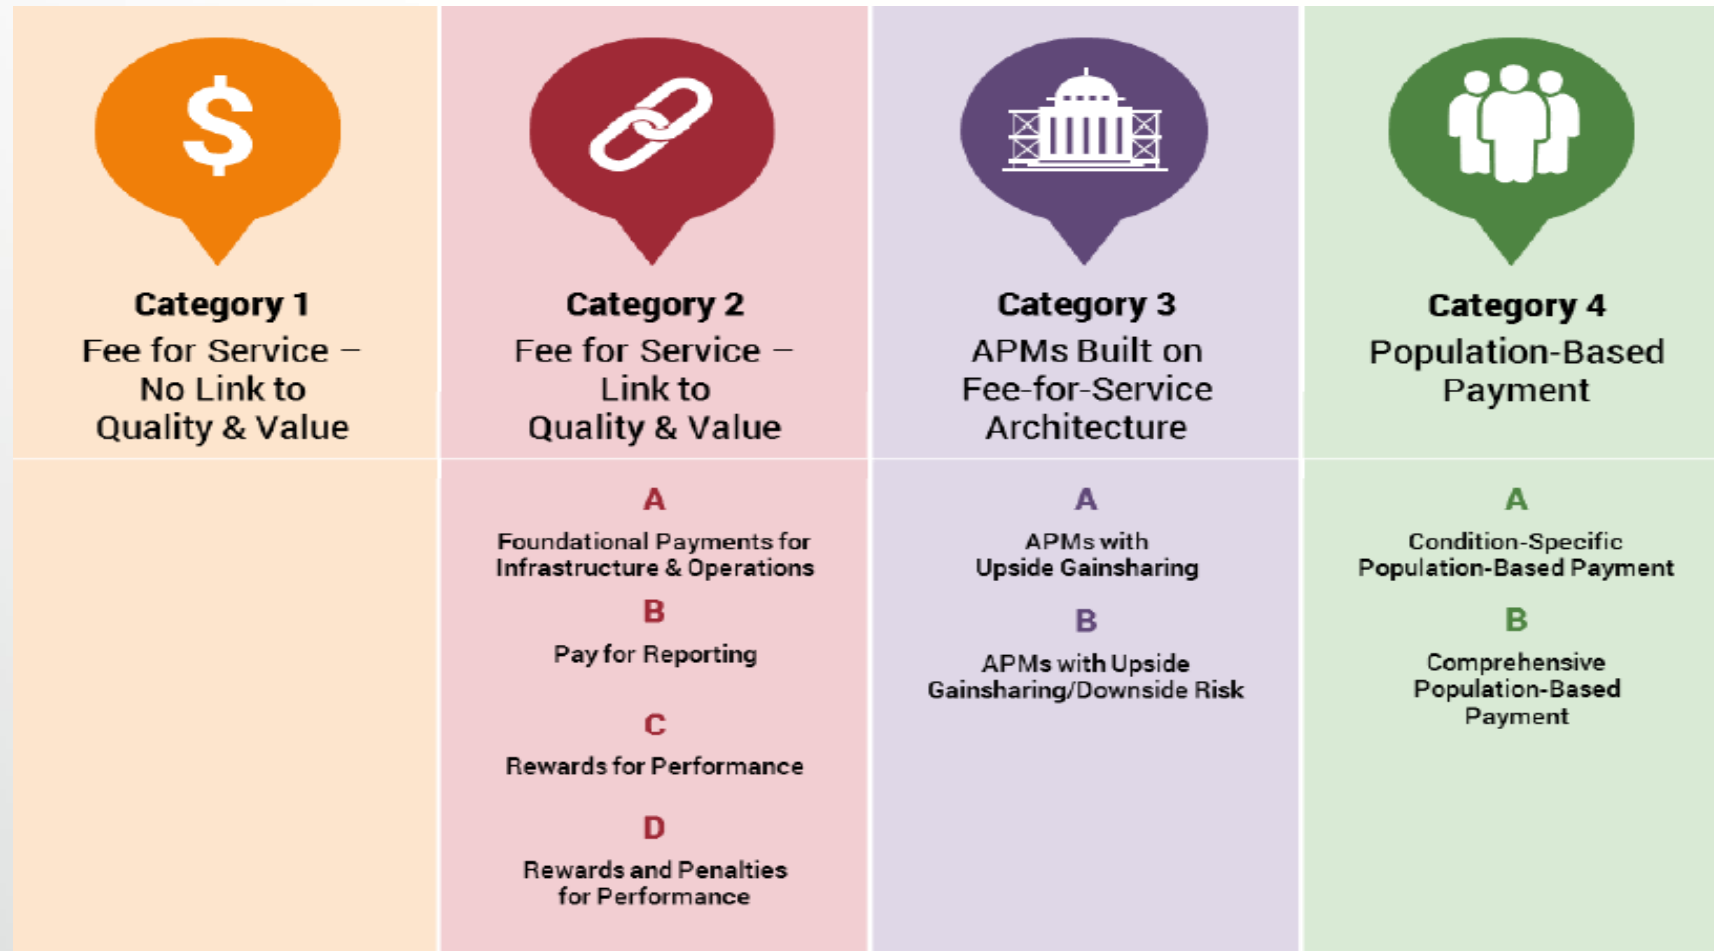 $
Category 1
Fee for Service –
No Link to
Quality & Value
Category 2
Fee for Service –
Link to
Quality & Value
A
Foundational Payments for
Infrastructure & Operations
B
Pay for Reporting
C
Rewards for Performance
D
Rewards and Penalties
for Performance
Category 3
APMs Built on
Fee-for-Service
Architecture
A
APMs with
Upside Gainsharing
B
APMs with Upside
Gainsharing/Downside Risk
Category 4
Population-Based
Payment
A
Condition-Specific
Population-Based Payment
B
Comprehensive
Population-Based
Payment